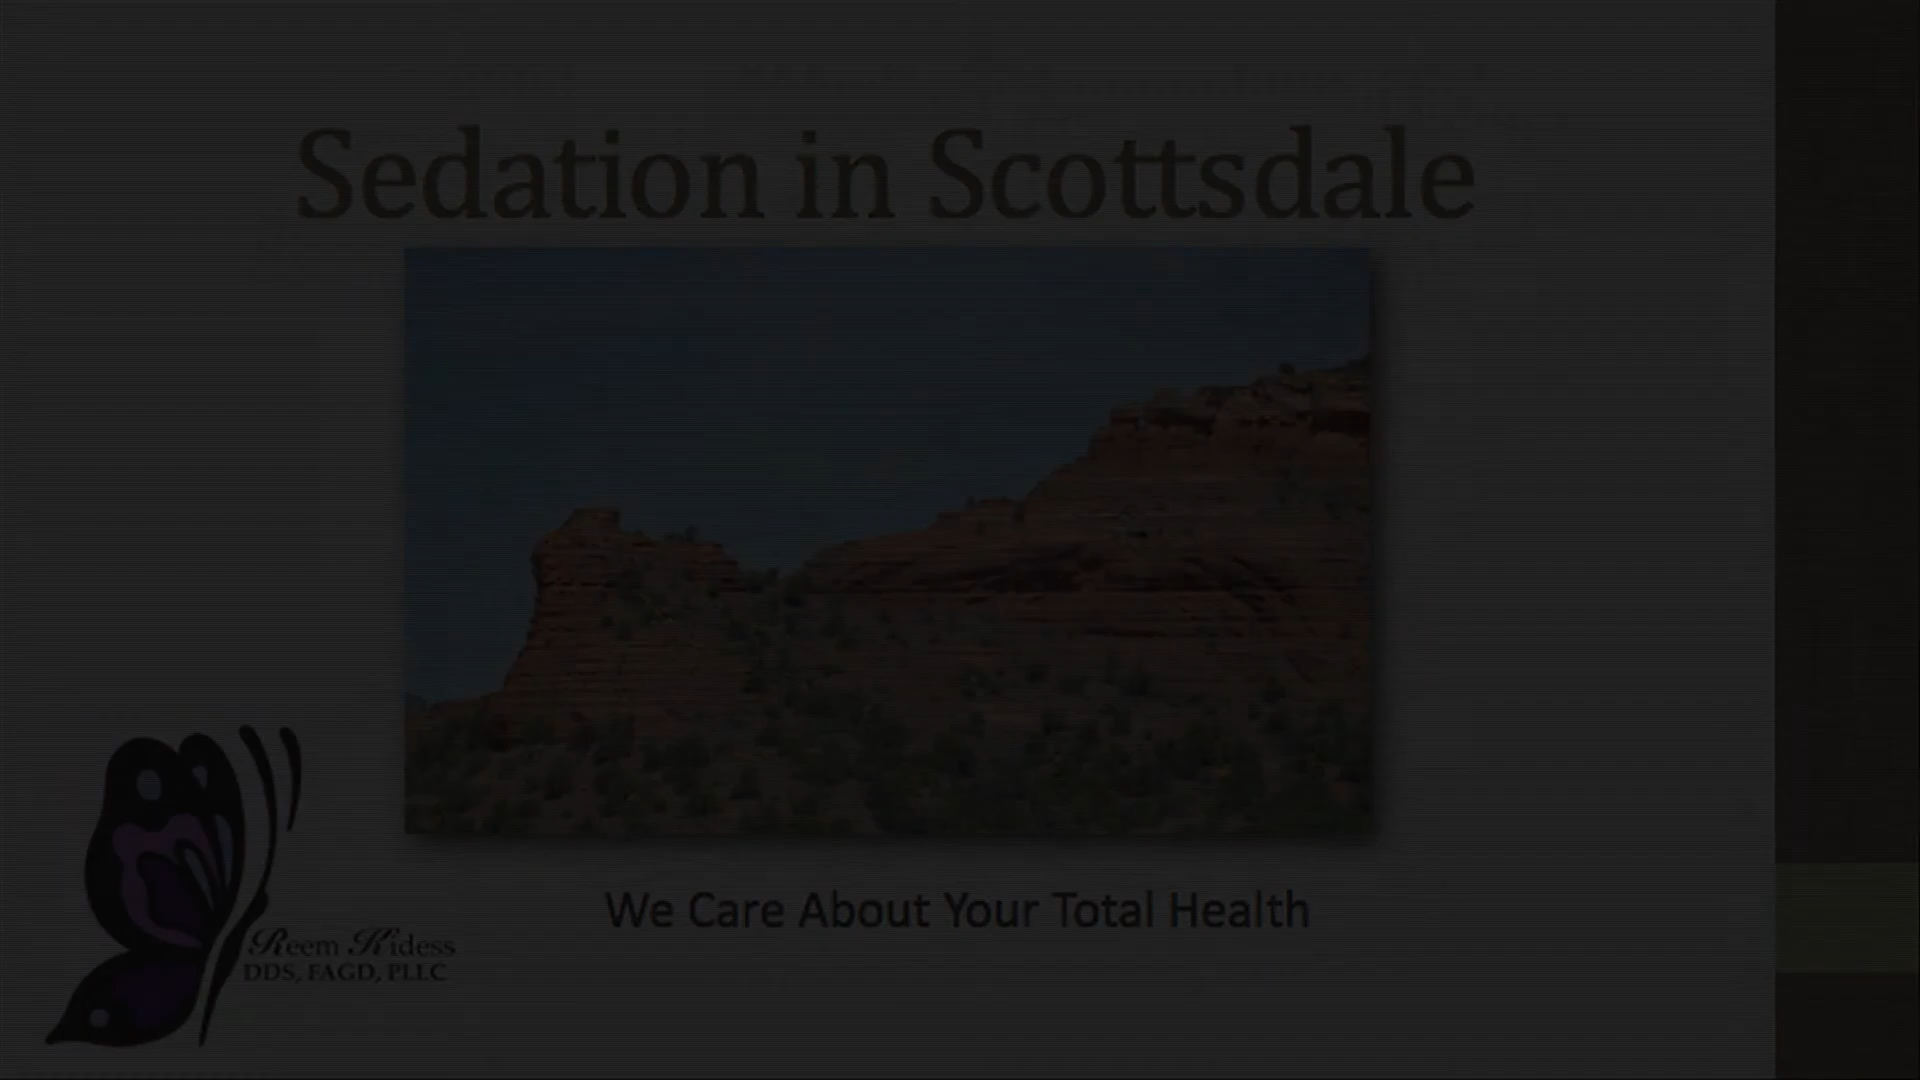 Sedation in Scottsdale
We Care About Your Total Health
Reem Kidess
DDS, FAGD, PLLC